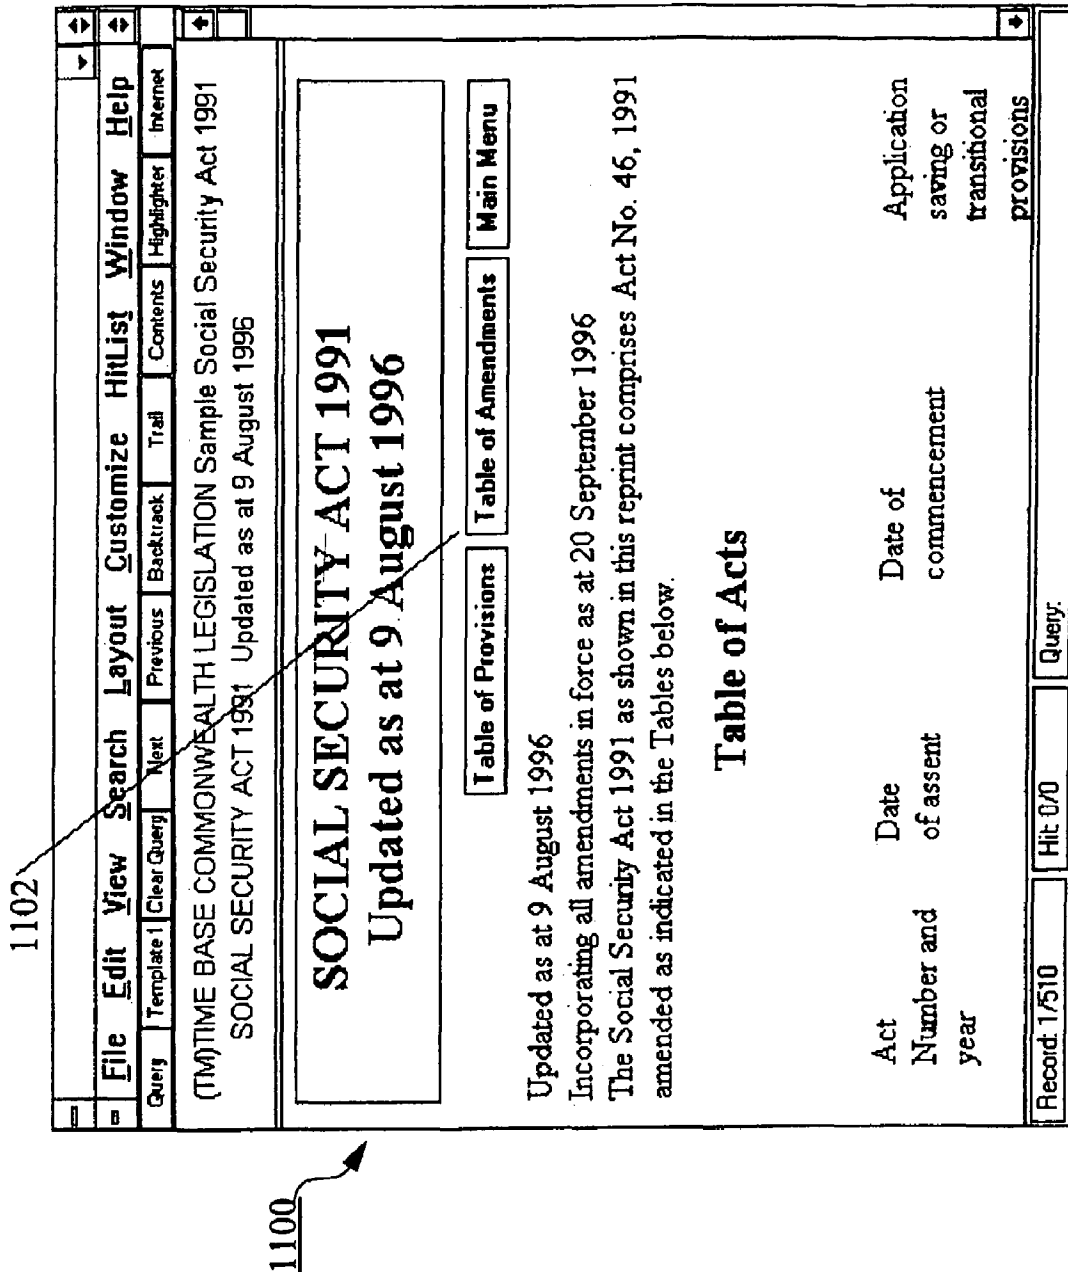 1102
File Edit View Search Layout Customize HitList Window Help
Query Template 1 Clear Query Next Previous Backtrack Trail Contents Highlighter Internet
(TM)TIME BASE COMMONWEALTH LEGISLATION Sample Social Security Act 1991
SOCIAL SECURITY ACT 1991 Updated as at 9 August 1996
SOCIAL SECURITY ACT 1991
Updated as at 9 August 1996
Table of Provisions Table of Amendments Main Menu
Updated as at 9 August 1996
Incorporating all amendments in force as at 20 September 1996
The Social Security Act 1991 as shown in this reprint comprises Act No. 46, 1991
amended as indicated in the Tables below.
Table of Acts
Act Date Date of Application
Number and of assent commencement saving or
year transitional
provisions
Record: 1/510 Hit: 0/0 Query:
1100